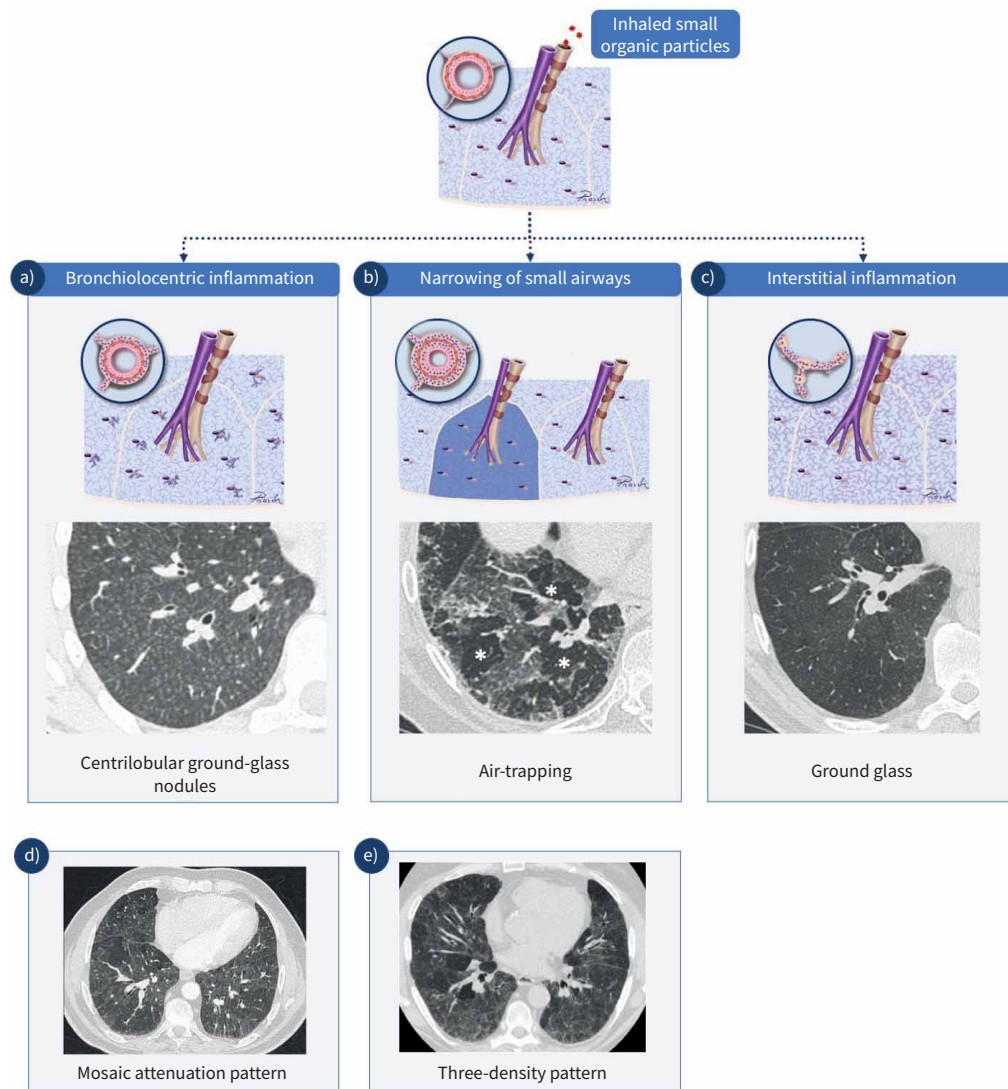 Inhaled small
organic particles
a)
Bronchiolocentric inflammation
b)
Narrowing of small airways
c)
Interstitial inflammation
*
*
*
Centrilobular ground-glass
nodules
Air-trapping
Ground glass
d)
e)
Mosaic attenuation pattern
Three-density pattern